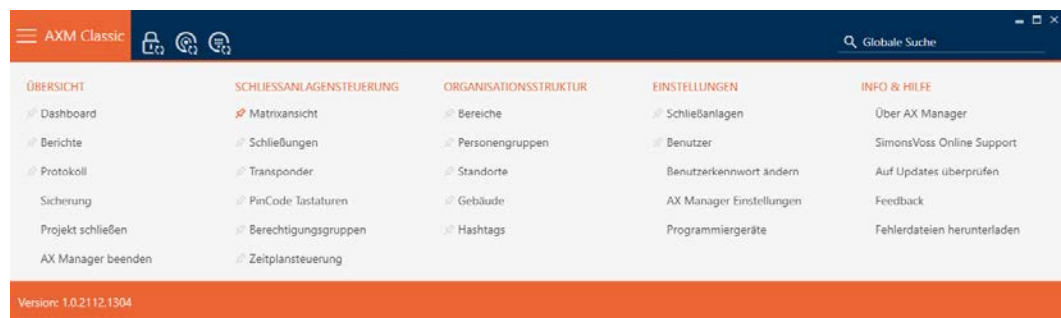 AXM Classic
Globale Suche
ÜBERSICHT
Dashboard
Berichte
Protokoll
Sicherung
Projekt schließen
AX Manager beenden
SCHLIESSANLAGENSTEUERUNG
Matrixansicht
Schließungen
Transponder
PinCode Tastaturen
Berechtigungsgruppen
Zeitplansteuerung
ORGANISATIONSSTRUKTUR
Bereiche
Personengruppen
Standorte
Gebäude
Hashtags
EINSTELLUNGEN
Schließanlagen
Benutzer
Benutzerkennwort ändern
AX Manager Einstellungen
Programmiergeräte
INFO & HILFE
Über AX Manager
SimonsVoss Online Support
Auf Updates überprüfen
Feedback
Fehlerdateien herunterladen
Version: 1.0.2112.1304